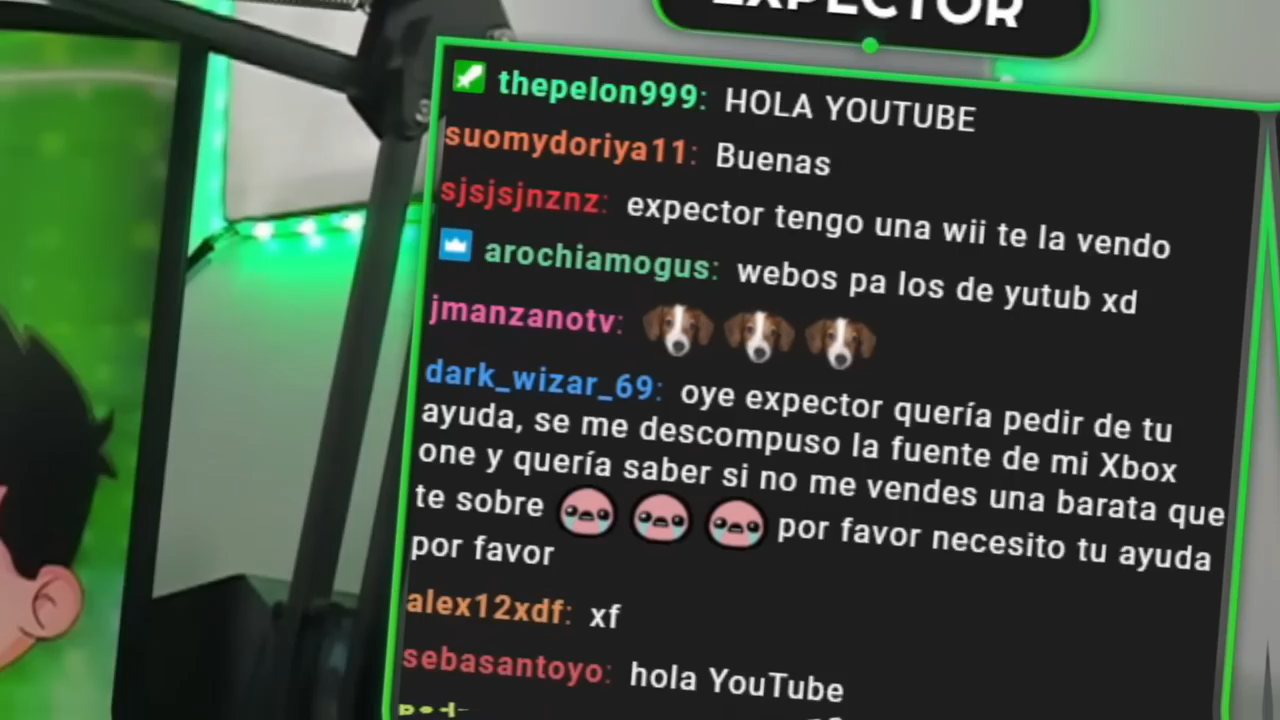 EXPECTOR
thepelon999: HOLA YOUTUBE
suomydoriya11: Buenas
sjsjsjnznz: expector tengo una wii te la vendo
arochiamogus: webos pa los de yutub xd
jmanzanotv:
dark_wizar_69: oye expector quería pedir de tu
ayuda, se me descompuso la fuente de mi Xbox
one y quería saber si no me vendes una barata que
te sobre por favor necesito tu ayuda
por favor
alex12xdf: xf
sebasantoyo: hola YouTube